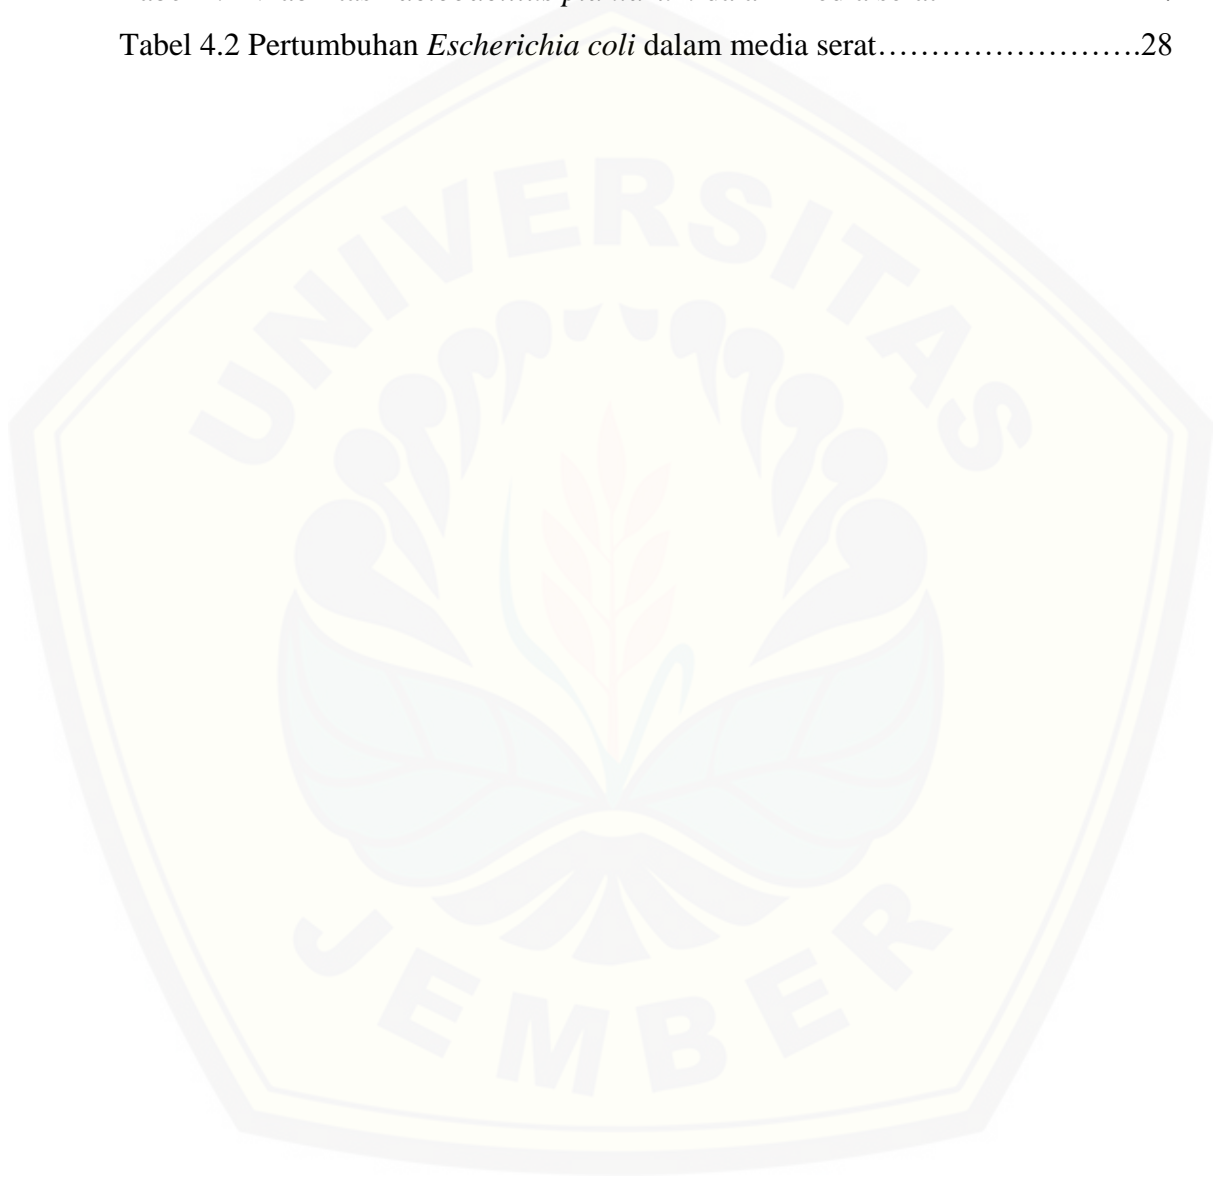 Tabel 4.2 Pertumbuhan Escherichia coli dalam media serat……………………..28
UNIVERSITAS
JEMBER